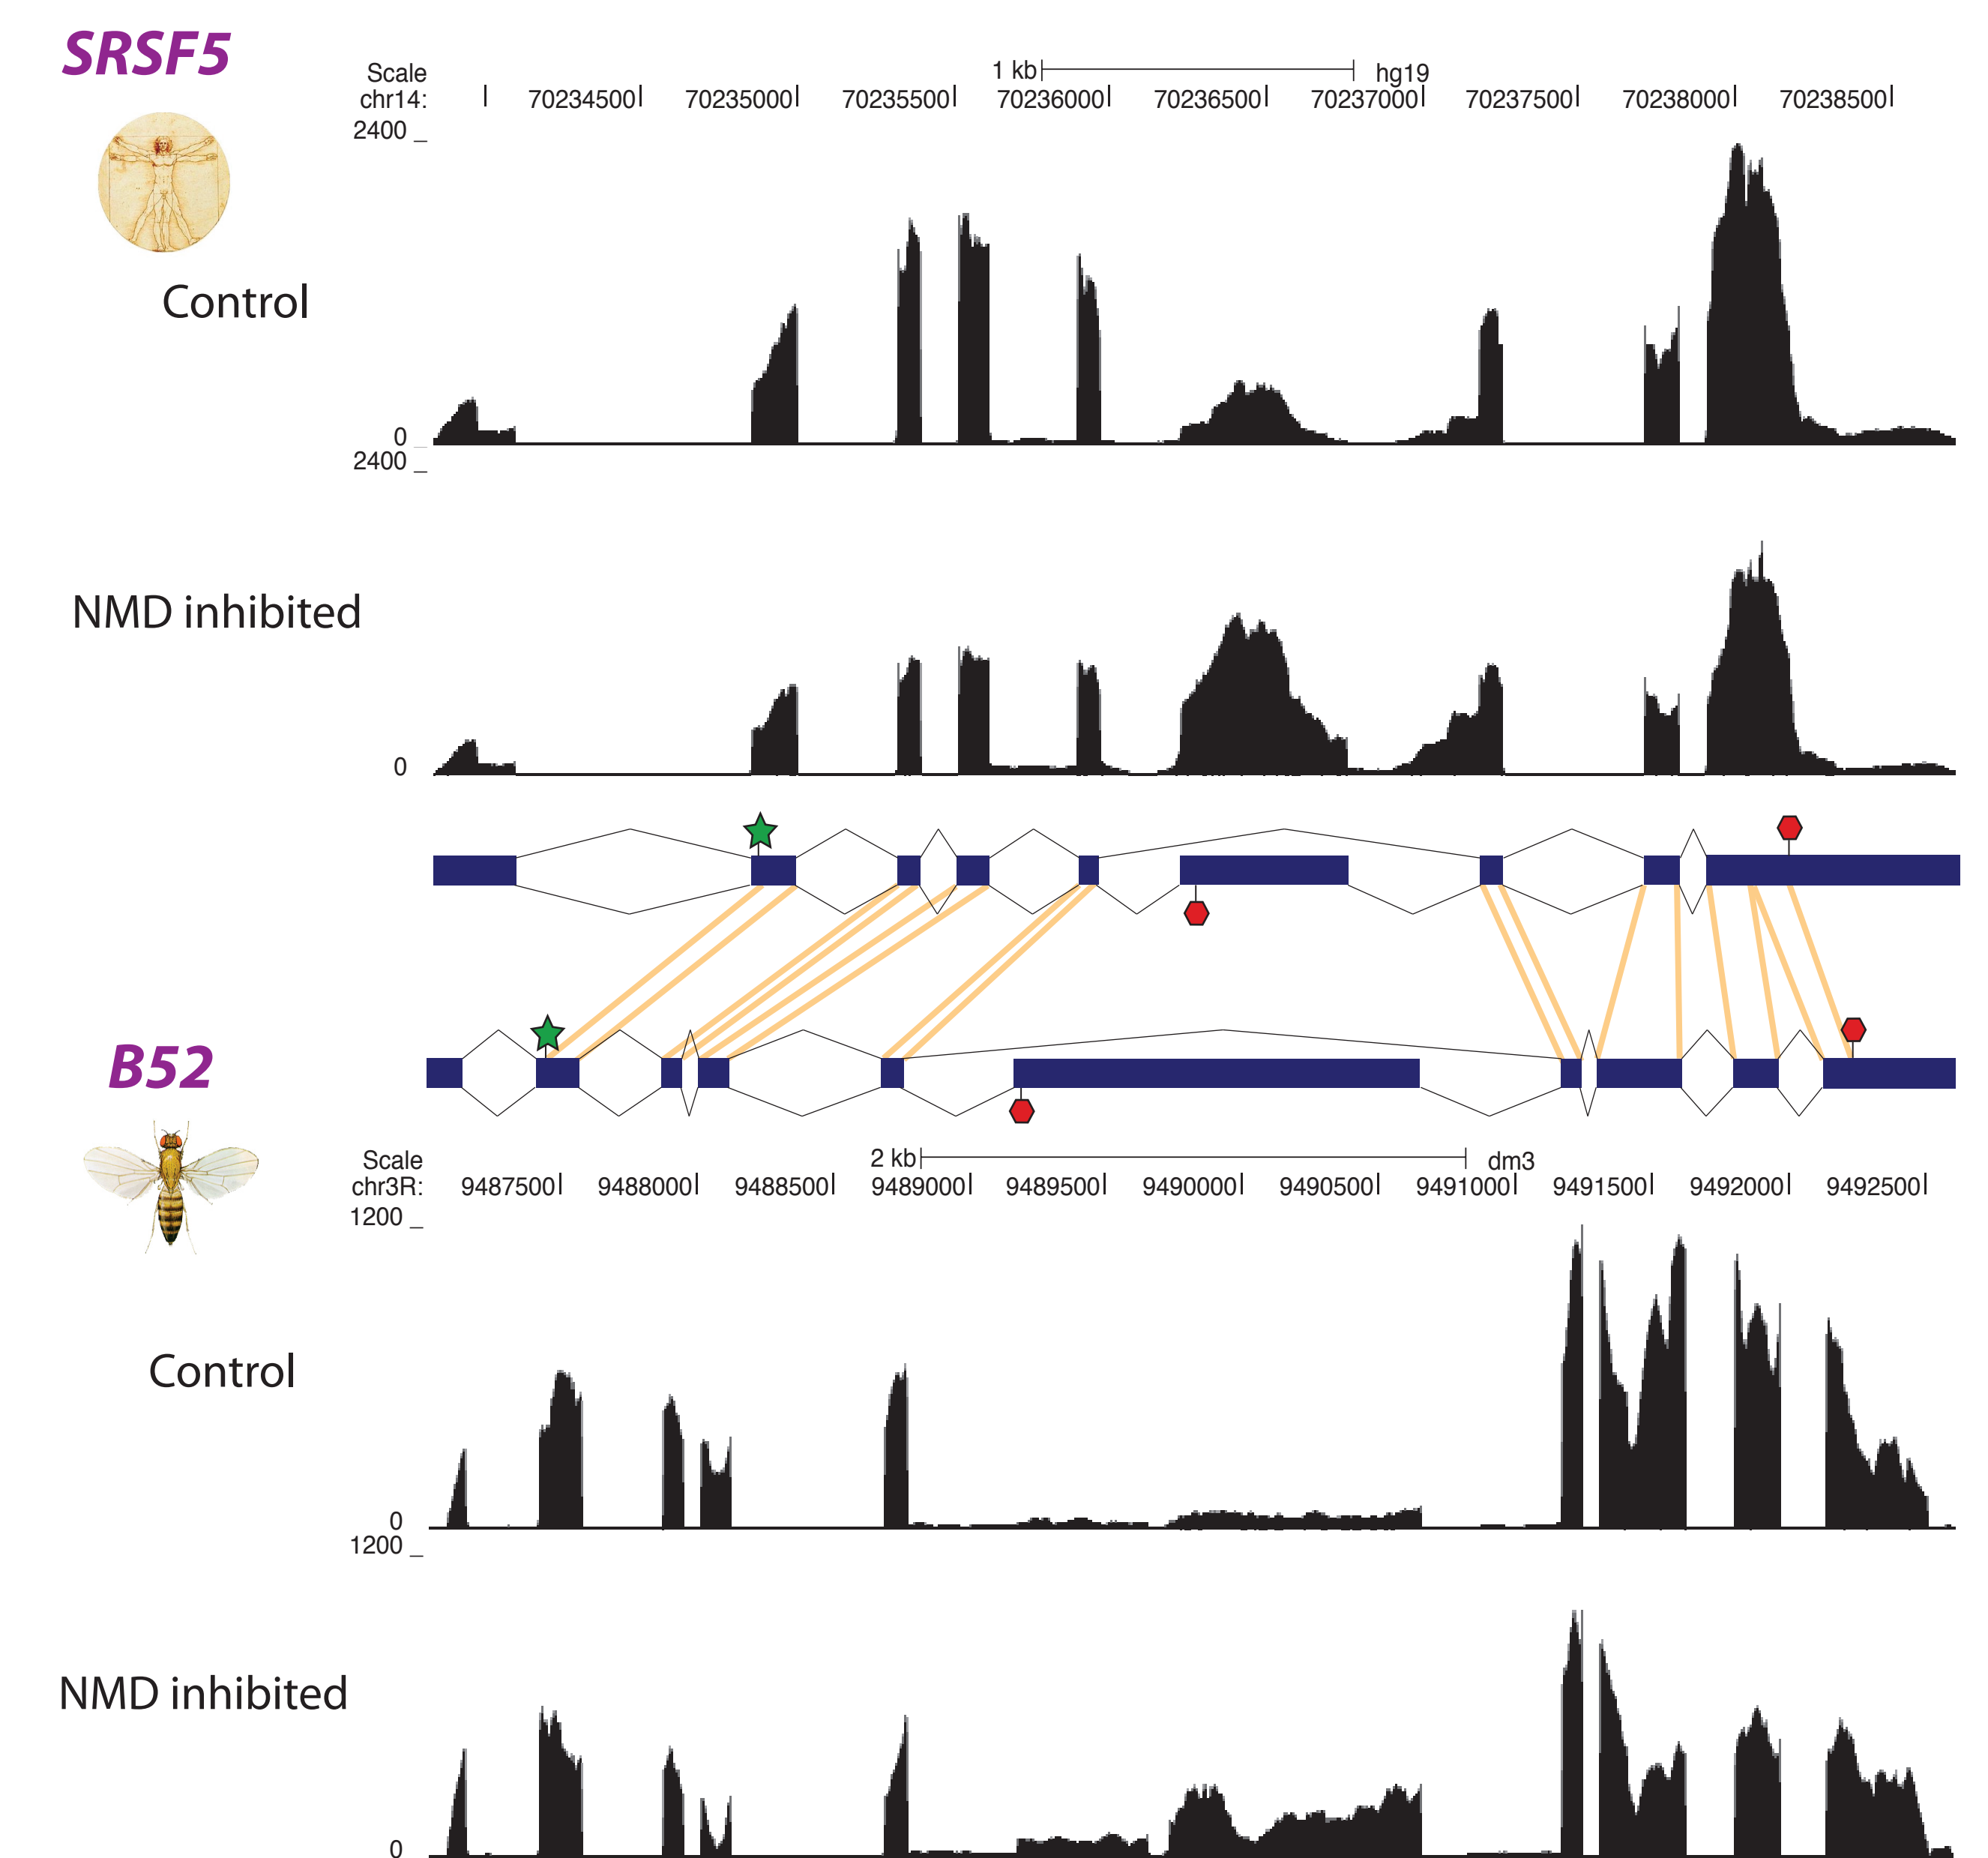 SRSF5
Scale 1 kb hg19
chr14: 70234500 70235000 70235500 70236000 70236500 70237000 70237500 70238000 70238500
2400
Control
0
2400
NMD inhibited
0
B52
Scale 2 kb dm3
chr3R: 9487500 9488000 9488500 9489000 9489500 9490000 9490500 9491000 9491500 9492000 9492500
1200
Control
0
1200
NMD inhibited
0